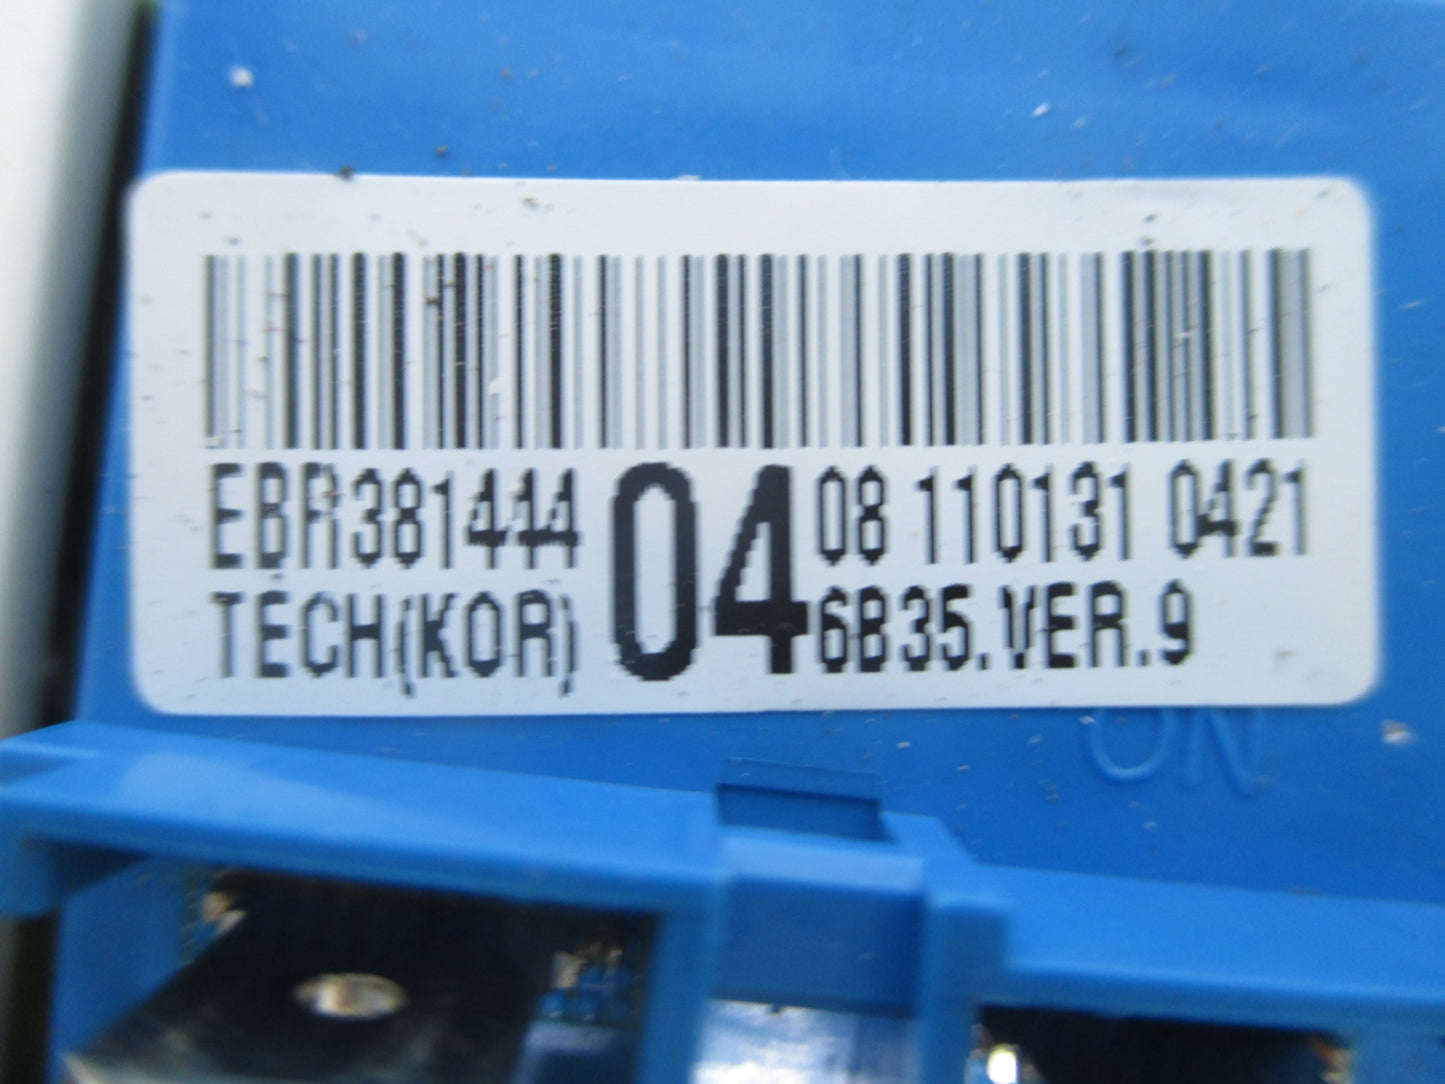 EBR381444 04 08 110131 0421
TECH(KOR) 6B35.VER.9
ON